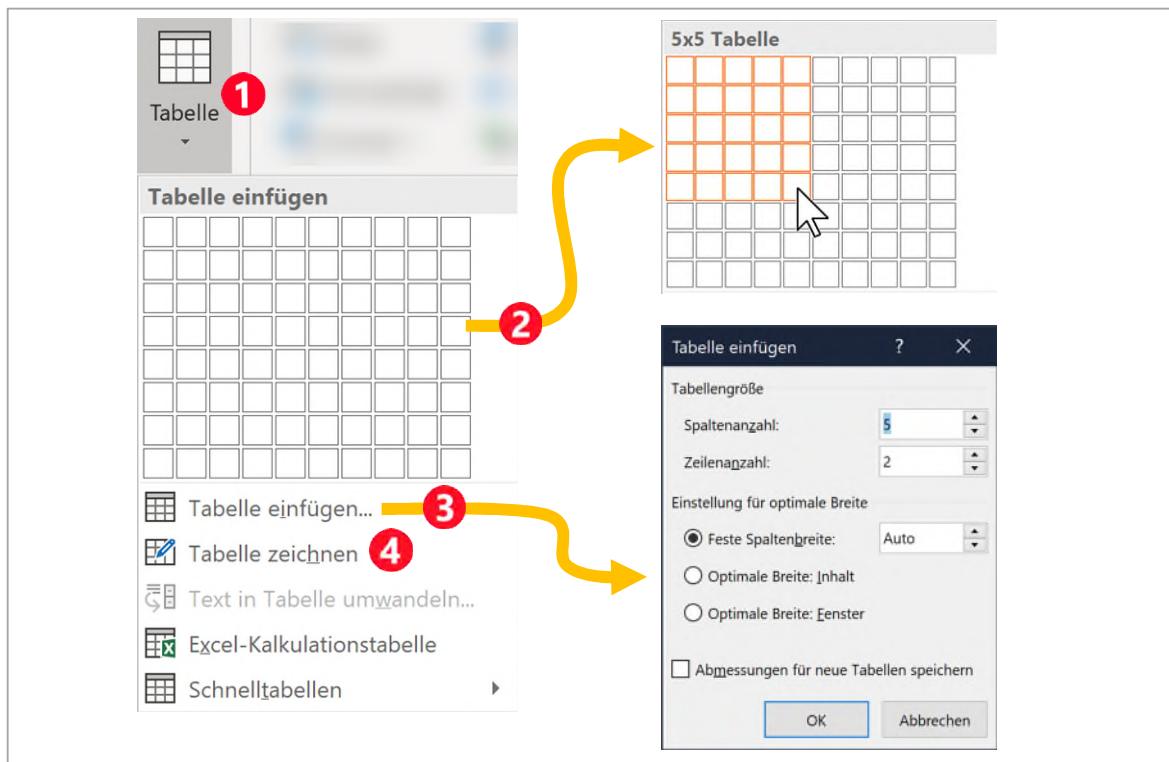 Tabelle
1
Tabelle einfügen
2
Tabelle einfügen...
3
Tabelle zeichnen
4
Text in Tabelle umwandeln...
Excel-Kalkulationstabelle
Schnelltabellen
5x5 Tabelle
Tabelle einfügen ?
Tabellengröße
Spaltenanzahl: 5
Zeilenanzahl: 2
Einstellung für optimale Breite
Feste Spaltenbreite: Auto
Optimale Breite: Inhalt
Optimale Breite: Fenster
Abmessungen für neue Tabellen speichern
OK Abbrechen